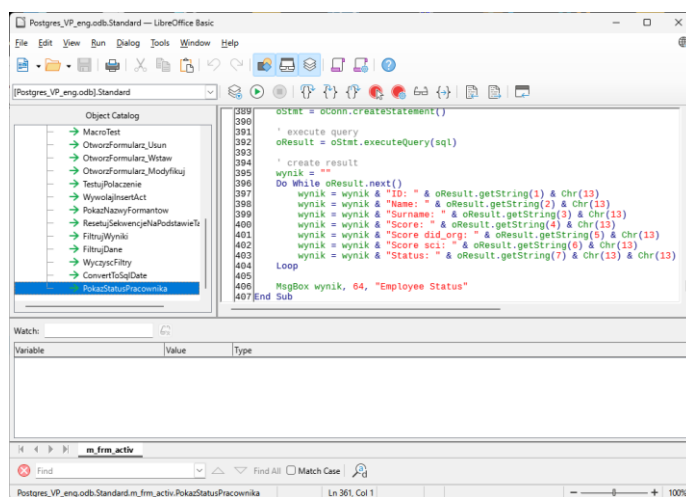 Postgres_VP_eng.odb.Standard — LibreOffice Basic
File Edit View Run Dialog Tools Window Help
[Postgres_VP_eng.odb].Standard
Object Catalog
MacroTest
OtworzFormularz_Usun
OtworzFormularz_Wstaw
OtworzFormularz_Modyfikuj
TestujPolaczenie
WywolajInsertAct
PokazNazwyFormantow
ResetujSekwencjeNaPodstawieTa
FiltrujWyniki
FiltrujDane
WyczyscFiltry
ConvertToSqlDate
PokazStatusPracownika
389 oStmt = oConn.createStatement()
390
391 ' execute query
392 oResult = oStmt.executeQuery(sql)
393
394 ' create result
395 wynik = ""
396 Do While oResult.next()
397 wynik = wynik & "ID: " & oResult.getString(1) & Chr(13)
398 wynik = wynik & "Name: " & oResult.getString(2) & Chr(13)
399 wynik = wynik & "Surname: " & oResult.getString(3) & Chr(13)
400 wynik = wynik & "Score: " & oResult.getString(4) & Chr(13)
401 wynik = wynik & "Score did_org: " & oResult.getString(5) & Chr(13)
402 wynik = wynik & "Score sci: " & oResult.getString(6) & Chr(13)
403 wynik = wynik & "Status: " & oResult.getString(7) & Chr(13) & Chr(13)
404 Loop
405
406 MsgBox wynik, 64, "Employee Status"
407 End Sub
Watch:
Variable Value Type
m_frm_activ
Find Find All Match Case
Postgres_VP_eng.odb.Standard.m_frm_activ.PokazStatusPracownika Ln 361, Col 1 100%